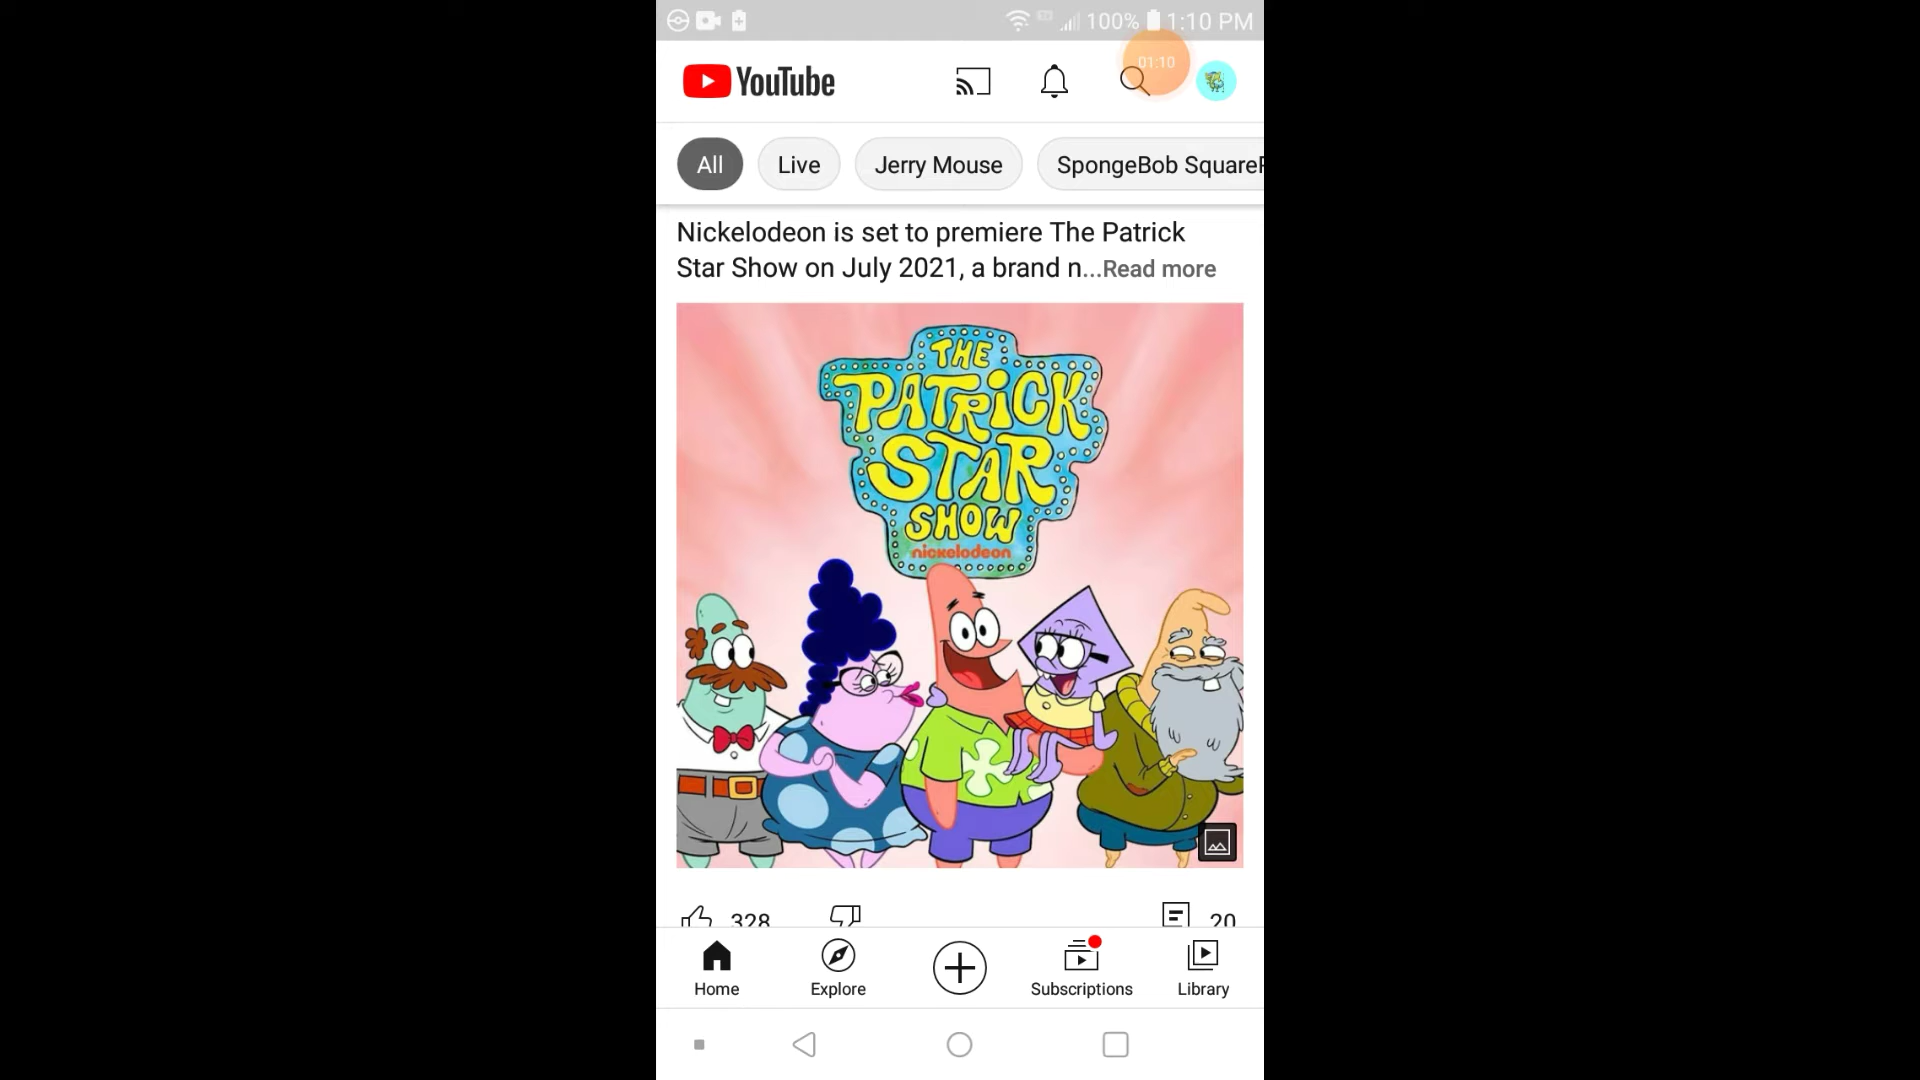 100% 1:10 PM
01:10
YouTube
All Live Jerry Mouse SpongeBob SquareP
Nickelodeon is set to premiere The Patrick
Star Show on July 2021, a brand n...Read more
THE
PATRICK
STAR
SHOW
nickelodeon
328 20
Home Explore Subscriptions Library